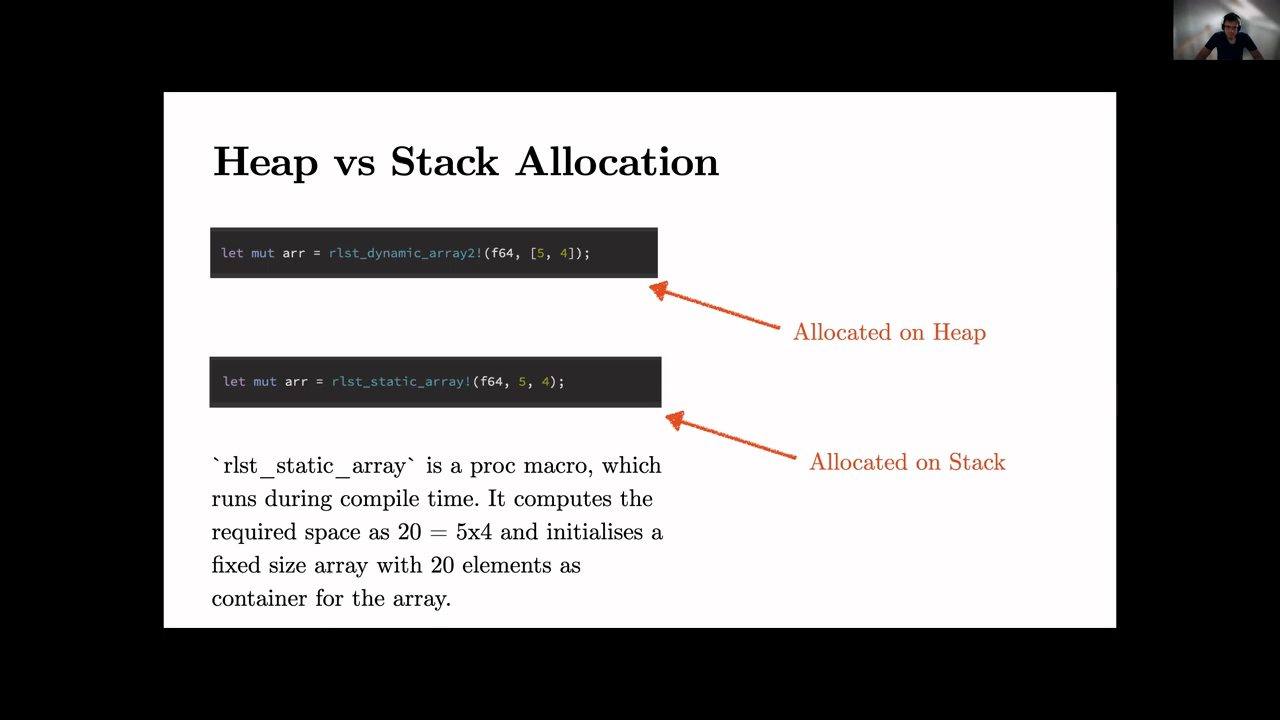 Heap vs Stack Allocation
let mut arr = rlst_dynamic_array2!(f64, [5, 4]);
Allocated on Heap
let mut arr = rlst_static_array!(f64, 5, 4);
Allocated on Stack
`rlst_static_array` is a proc macro, which
runs during compile time. It computes the
required space as 20 = 5x4 and initialises a
fixed size array with 20 elements as
container for the array.